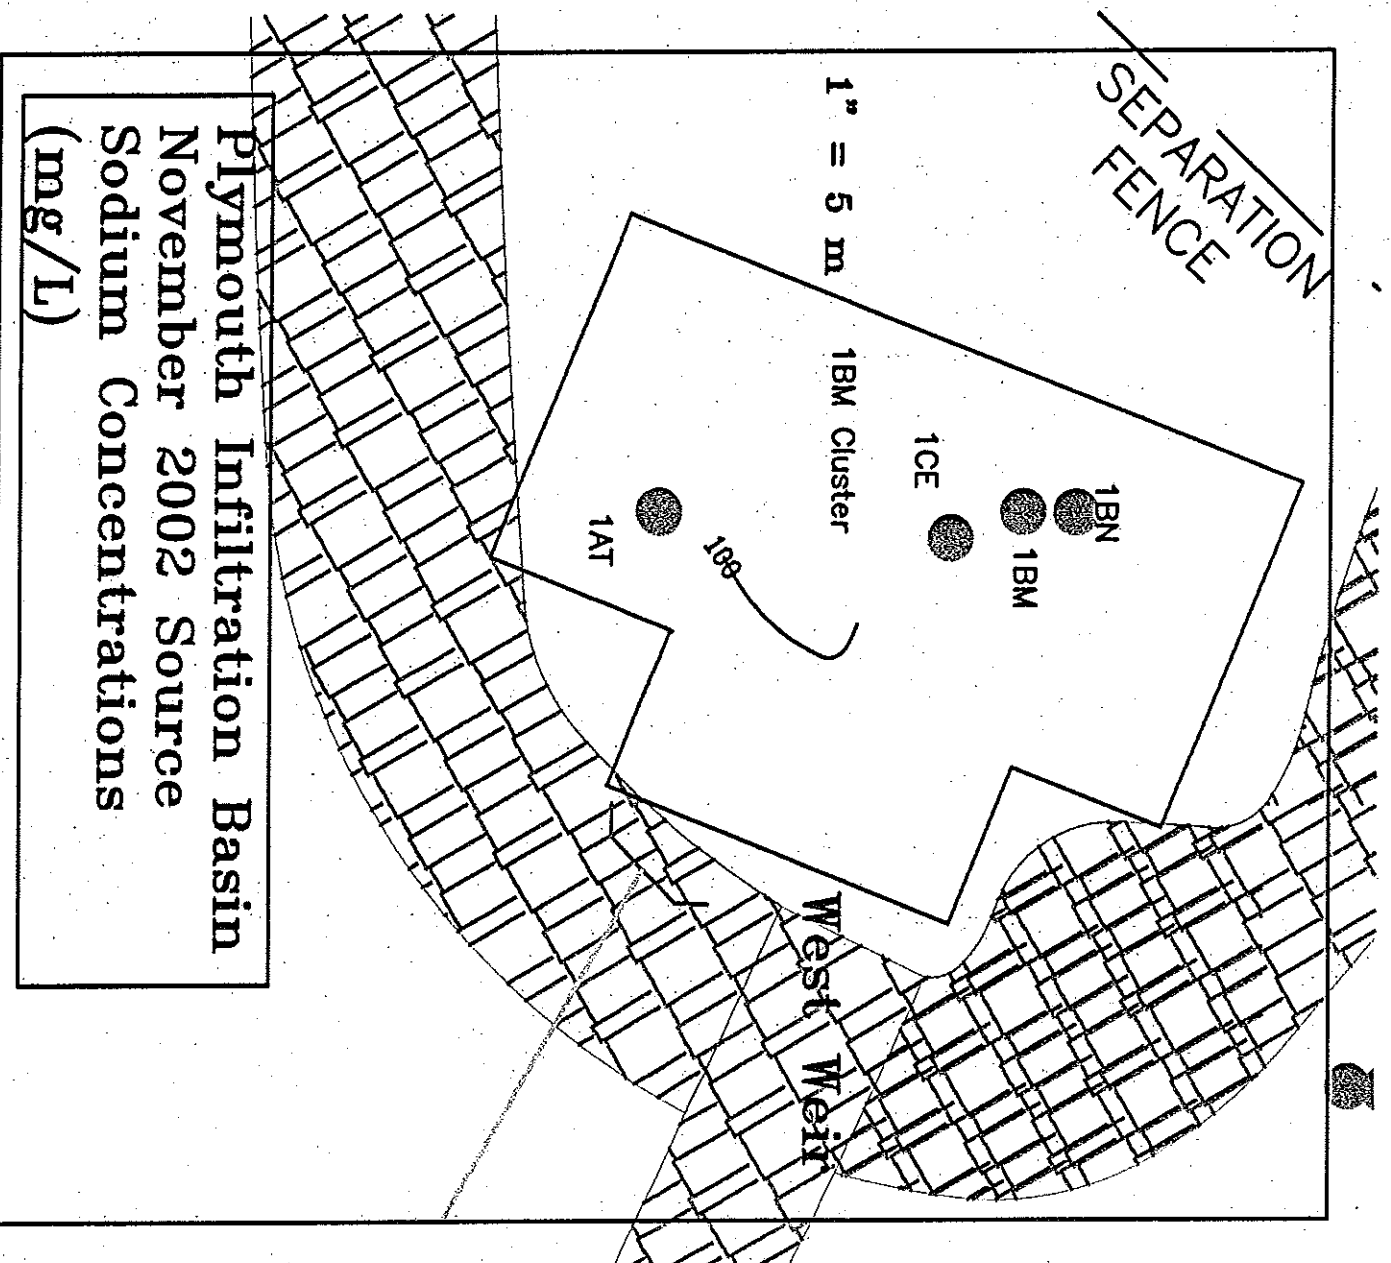 SEPARATION
FENCE
1" = 5 m
1BN
1BM
1CE
1BM Cluster
100
1AT
West Weir
Plymouth Infiltration Basin
November 2002 Source
Sodium Concentrations
(mg/L)